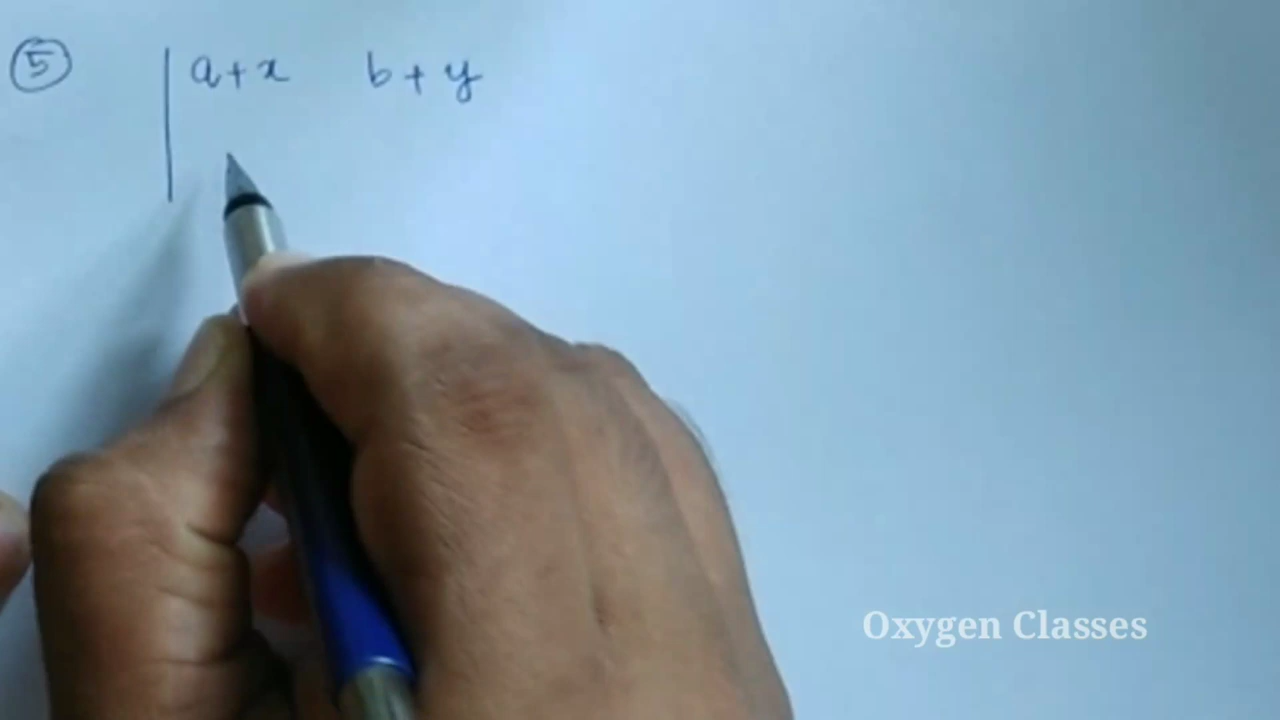 ⑤ | a+x b+y
Oxygen Classes